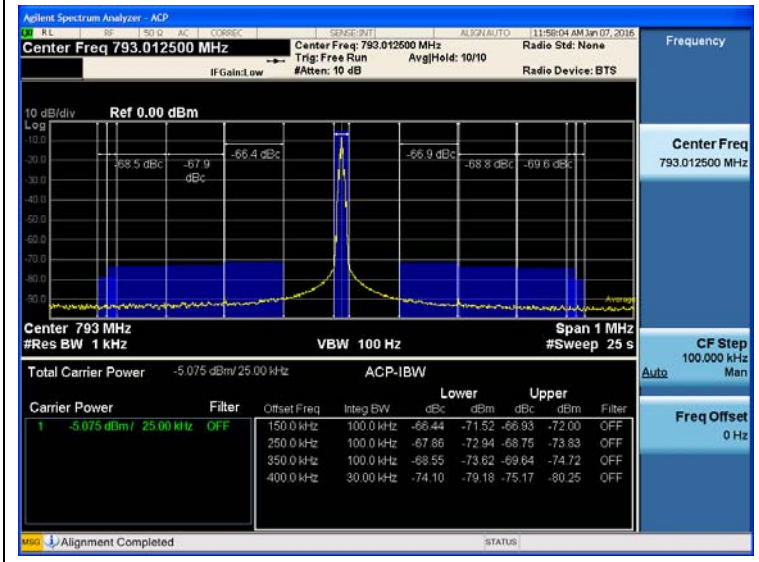 Agilent Spectrum Analyzer - ACP
RL RF 50 Ω AC CORREC SENSE:INT ALIGN AUTO 11:58:04 AM Jan 07, 2016
Center Freq 793.012500 MHz
Center Freq: 793.012500 MHz
Radio Std: None
Trig: Free Run Avg|Hold: 10/10
IFGain:Low #Atten: 10 dB Radio Device: BTS
Frequency
10 dB/div Ref 0.00 dBm
Log
-10.0
-20.0
-30.0
-40.0
-50.0
-60.0
-70.0
-80.0
-90.0
-68.5 dBc
-67.9 dBc
-66.4 dBc
-66.9 dBc
-68.8 dBc
-69.6 dBc
Average
Center 793 MHz Span 1 MHz
#Res BW 1 kHz VBW 100 Hz #Sweep 25 s
Center Freq
793.012500 MHz
CF Step
100.000 kHz
Auto Man
Freq Offset
0 Hz
Total Carrier Power -5.075 dBm/ 25.00 kHz ACP-IBW
Lower Upper
Carrier Power Filter Offset Freq Integ BW dBc dBm dBc dBm Filter
1 -5.075 dBm / 25.00 kHz OFF 150.0 kHz 100.0 kHz -66.44 -71.52 -66.93 -72.00 OFF
250.0 kHz 100.0 kHz -67.86 -72.94 -68.75 -73.83 OFF
350.0 kHz 100.0 kHz -68.55 -73.62 -69.64 -74.72 OFF
400.0 kHz 30.00 kHz -74.10 -79.18 -75.17 -80.25 OFF
MSG Alignment Completed STATUS